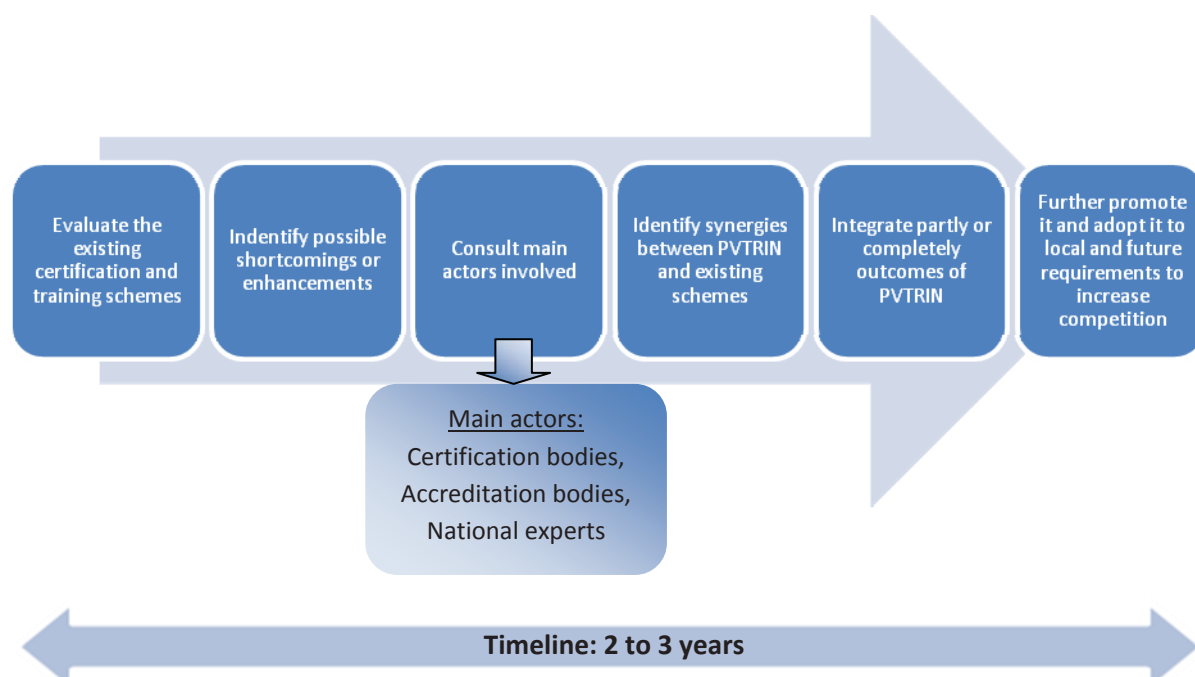 Evaluate the
existing
certification and
training schemes
Indentify possible
shortcomings or
enhancements
Consult main
actors involved
Identify synergies
between PVTRIN
and existing
schemes
Integrate partly or
completely
outcomes of
PVTRIN
Further promote
it and adopt it to
local and future
requirements to
increase
competition
Main actors:
Certification bodies,
Accreditation bodies,
National experts
Timeline: 2 to 3 years